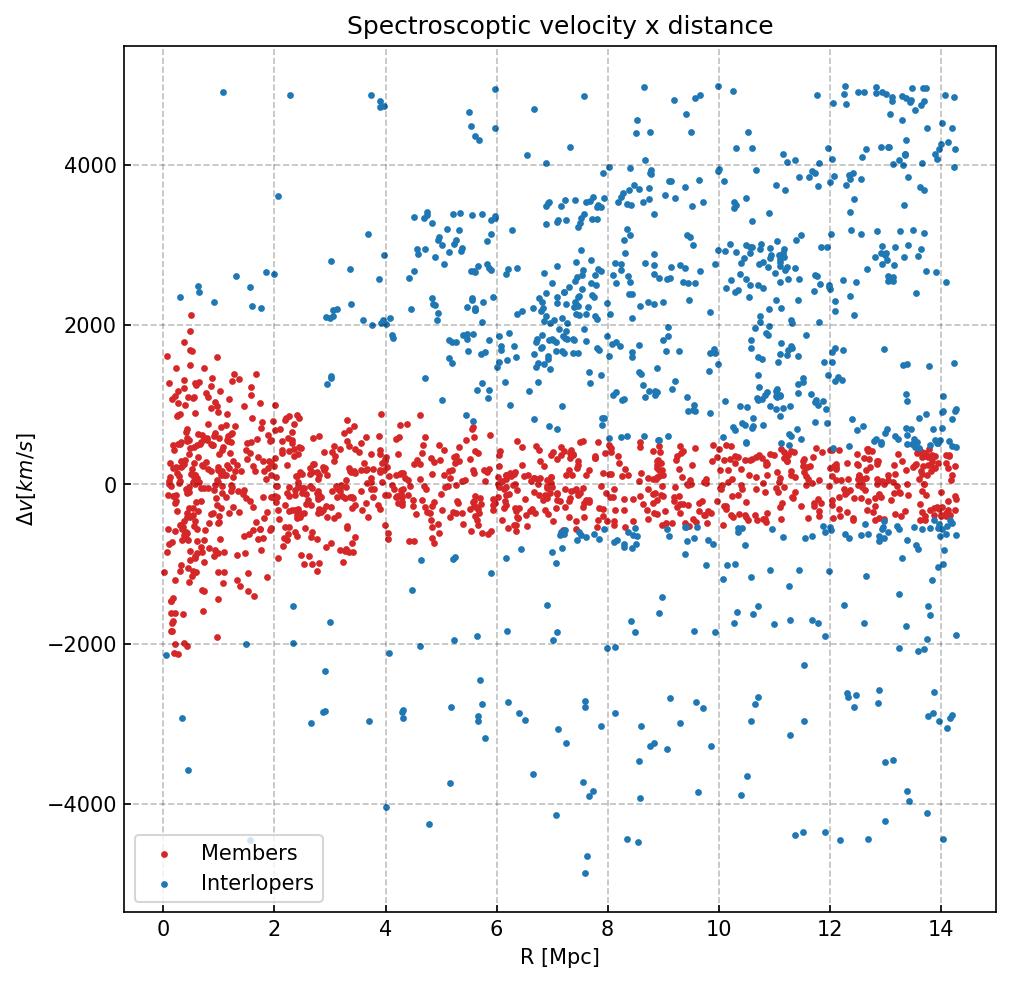 Spectroscoptic velocity x distance
4000
2000
0
−2000
−4000
Δv[km/s]
Members
Interlopers
0 2 4 6 8 10 12 14
R [Mpc]